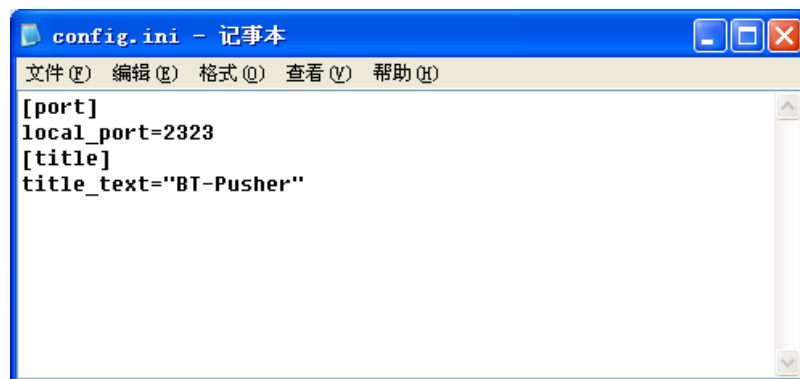 config.ini - 记事本
文件(F) 编辑(E) 格式(O) 查看(V) 帮助(H)
[port]
local_port=2323
[title]
title_text="BT-Pusher"